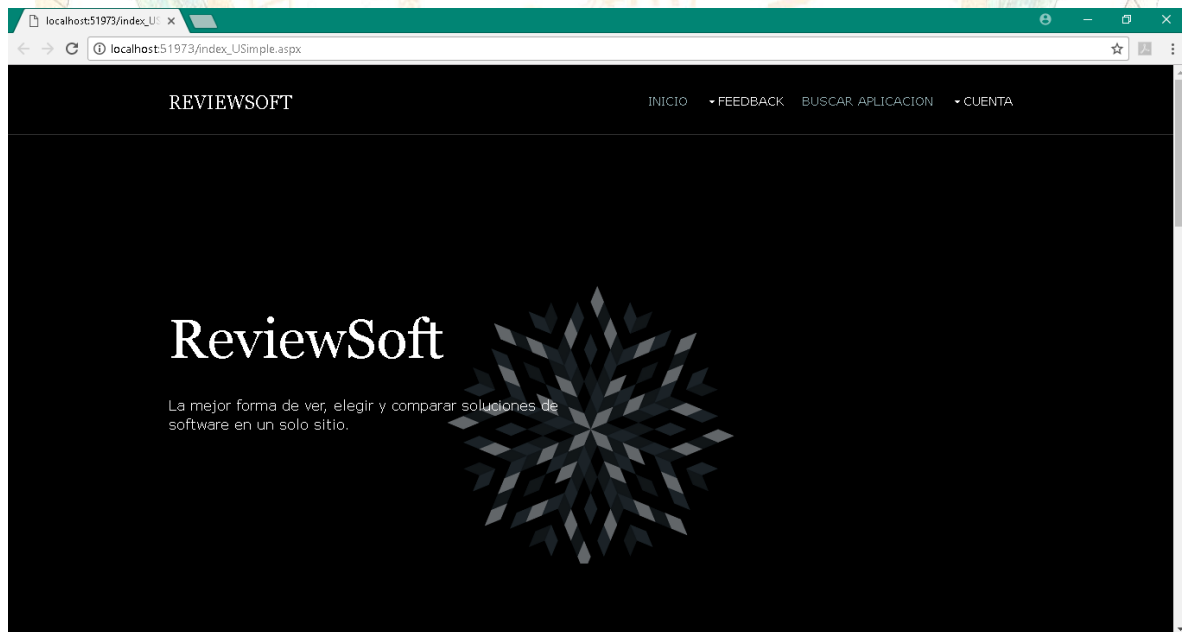 localhost:51973/index_US
localhost:51973/index_USimple.aspx
REVIEWSOFT
INICIO FEEDBACK BUSCAR APLICACION CUENTA
ReviewSoft
La mejor forma de ver, elegir y comparar soluciones de
software en un solo sitio.